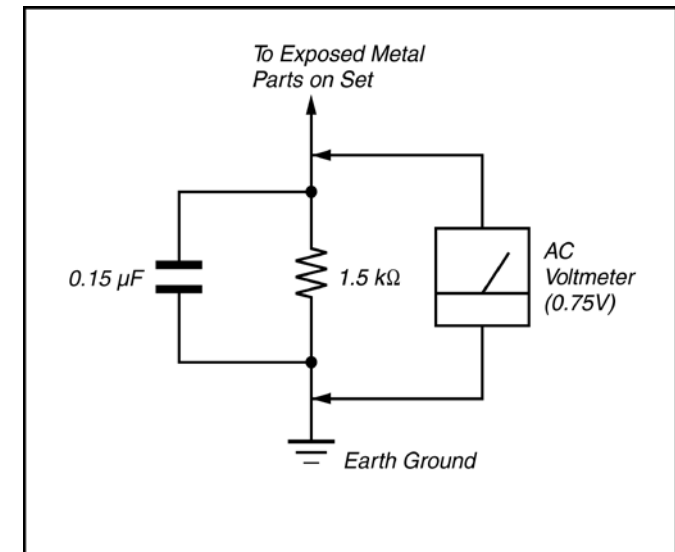 To Exposed Metal
Parts on Set
0.15 µF
1.5 kΩ
AC
Voltmeter
(0.75V)
Earth Ground